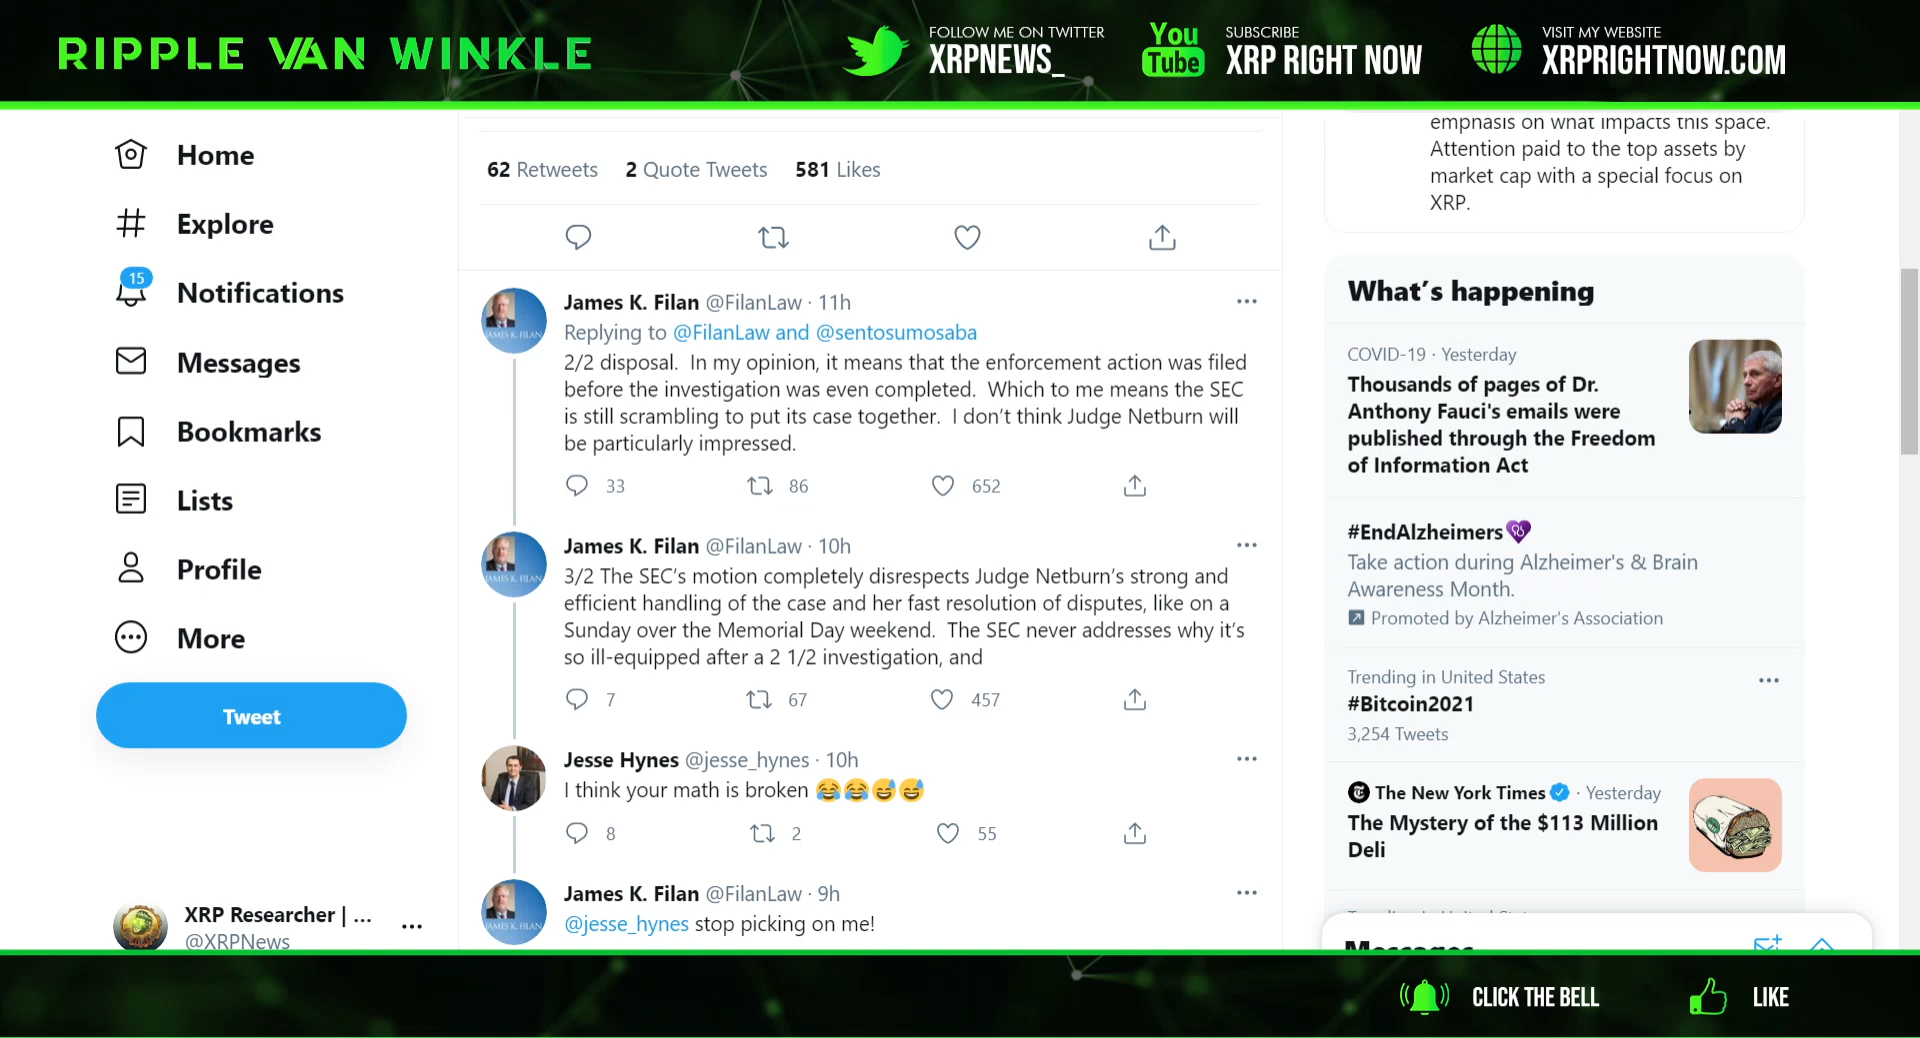 RIPPLE VAN WINKLE
FOLLOW ME ON TWITTER
XRPNEWS_
You
Tube
SUBSCRIBE
XRP RIGHT NOW
VISIT MY WEBSITE
XRPRIGHTNOW.COM
Home
Explore
15
Notifications
Messages
Bookmarks
Lists
Profile
More
Tweet
XRP Researcher | ...
@XRPNews
62 Retweets 2 Quote Tweets 581 Likes
James K. Filan @FilanLaw · 11h
Replying to @FilanLaw and @sentosumosaba
2/2 disposal. In my opinion, it means that the enforcement action was filed
before the investigation was even completed. Which to me means the SEC
is still scrambling to put its case together. I don't think Judge Netburn will
be particularly impressed.
33 86 652
JAMES K. FILAN
James K. Filan @FilanLaw · 10h
3/2 The SEC's motion completely disrespects Judge Netburn's strong and
efficient handling of the case and her fast resolution of disputes, like on a
Sunday over the Memorial Day weekend. The SEC never addresses why it's
so ill-equipped after a 2 1/2 investigation, and
7 67 457
JAMES K. FILAN
Jesse Hynes @jesse_hynes · 10h
I think your math is broken 😂😂😅😅
8 2 55
James K. Filan @FilanLaw · 9h
@jesse_hynes stop picking on me!
JAMES K. FILAN
emphasis on what impacts this space.
Attention paid to the top assets by
market cap with a special focus on
XRP.
What's happening
COVID-19 · Yesterday
Thousands of pages of Dr.
Anthony Fauci's emails were
published through the Freedom
of Information Act
#EndAlzheimers
Take action during Alzheimer's & Brain
Awareness Month.
Promoted by Alzheimer's Association
Trending in United States
#Bitcoin2021
3,254 Tweets
The New York Times · Yesterday
The Mystery of the $113 Million
Deli
Messages
CLICK THE BELL
LIKE